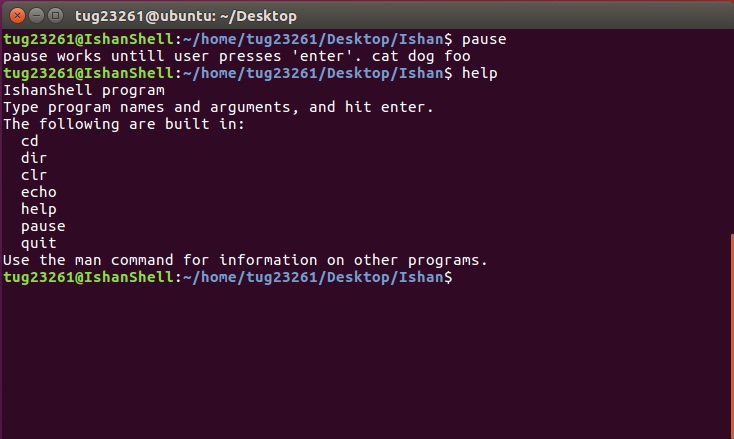 tug23261@ubuntu: ~/Desktop
tug23261@IshanShell:~/home/tug23261/Desktop/Ishan$ pause
pause works untill user presses 'enter'. cat dog foo
tug23261@IshanShell:~/home/tug23261/Desktop/Ishan$ help
IshanShell program
Type program names and arguments, and hit enter.
The following are built in:
  cd
  dir
  clr
  echo
  help
  pause
  quit
Use the man command for information on other programs.
tug23261@IshanShell:~/home/tug23261/Desktop/Ishan$